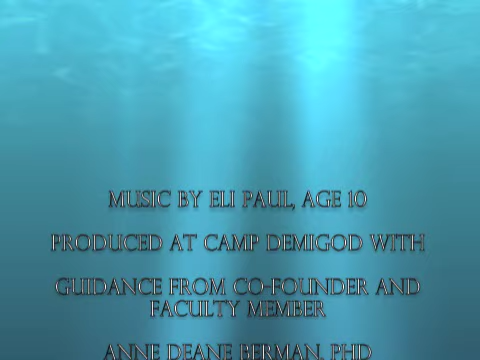 MUSIC BY ELI PAUL, AGE 10
PRODUCED AT CAMP DEMIGOD WITH
GUIDANCE FROM CO-FOUNDER AND
FACULTY MEMBER
ANNE DEANE BERMAN, PHD